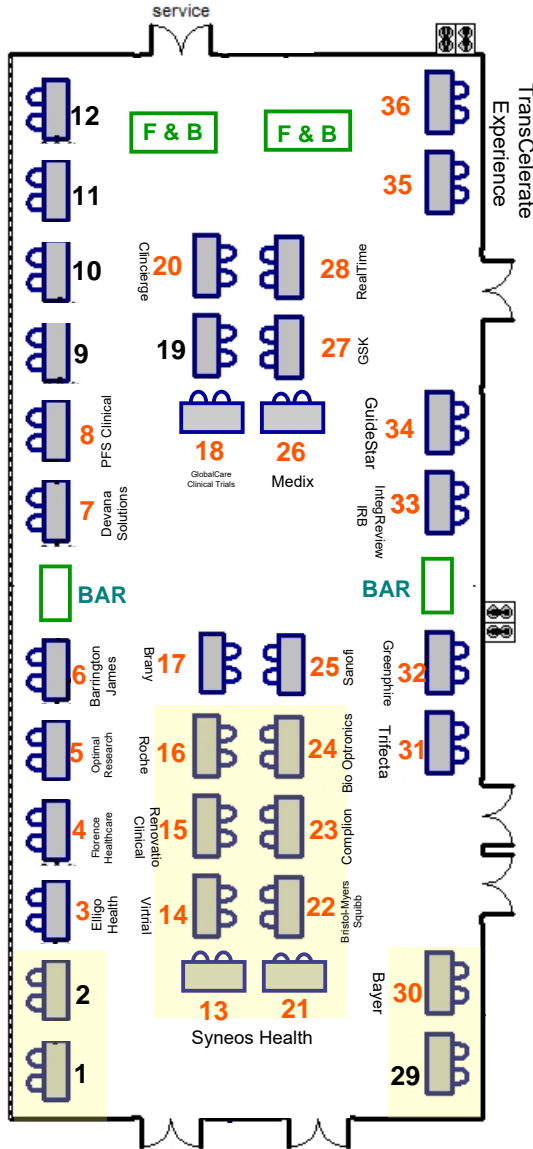 service
TransCelerate
Experience
12
F & B
F & B
36
11
35
10
Clincierge
20
28
RealTime
9
19
27
GSK
8
PFS Clinical
18
GlobalCare
Clinical Trials
26
Medix
GuideStar
34
7
Devana
Solutions
IntegReview
IRB
33
BAR
BAR
6
Barrington
James
Brany
17
25
Sanofi
Greenphire
32
5
Optimal
Research
Roche
16
24
Bio Optronics
Trifecta
31
4
Florence
Healthcare
Renovatio
Clinical
15
23
Complion
3
Elligo
Health
Virtrial
14
22
Bristol-Myers
Squibb
2
13
21
Syneos Health
Bayer
30
1
29